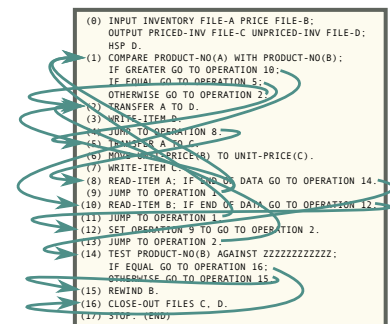 (0) INPUT INVENTORY FILE-A PRICE FILE-B;
OUTPUT PRICED-INV FILE-C UNPRICED-INV FILE-D;
HSP D.
(1) COMPARE PRODUCT-NO(A) WITH PRODUCT-NO(B);
IF GREATER GO TO OPERATION 10;
IF EQUAL GO TO OPERATION 5;
OTHERWISE GO TO OPERATION 2.
(2) TRANSFER A TO D.
(3) WRITE-ITEM D.
(4) JUMP TO OPERATION 8.
(5) TRANSFER A TO C.
(6) MOVE UNIT-PRICE(B) TO UNIT-PRICE(C).
(7) WRITE-ITEM C.
(8) READ-ITEM A; IF END OF DATA GO TO OPERATION 14.
(9) JUMP TO OPERATION 1.
(10) READ-ITEM B; IF END OF DATA GO TO OPERATION 12.
(11) JUMP TO OPERATION 1.
(12) SET OPERATION 9 TO GO TO OPERATION 2.
(13) JUMP TO OPERATION 2.
(14) TEST PRODUCT-NO(B) AGAINST ZZZZZZZZZZZZ;
IF EQUAL GO TO OPERATION 16;
OTHERWISE GO TO OPERATION 15.
(15) REWIND B.
(16) CLOSE-OUT FILES C, D.
(17) STOP. (END)